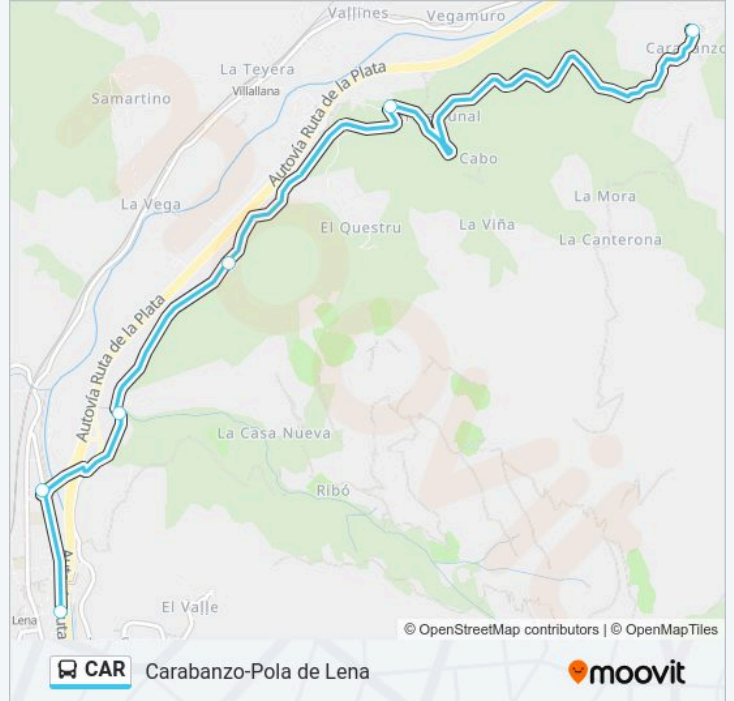 Vallines
Vegamuro
Carabanzo
La Teyera
Villallana
Autovía Ruta de la Plata
Samartino
Cabo
La Mora
La Vega
El Questru
La Viña
La Canterona
Autovía Ruta de la Plata
La Casa Nueva
Ribó
El Valle
Lena
© OpenStreetMap contributors | © OpenMapTiles
CAR Carabanzo-Pola de Lena
moovit